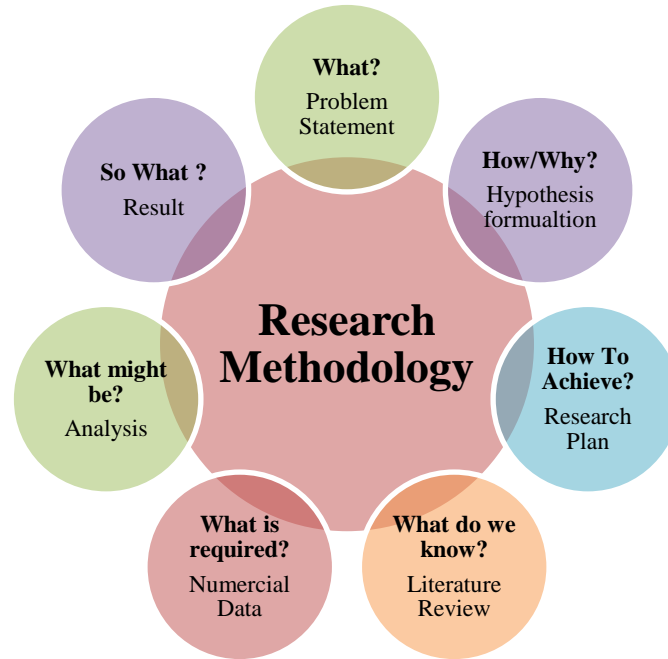 Research
Methodology
What?
Problem
Statement
How/Why?
Hypothesis
formualtion
How To
Achieve?
Research
Plan
What do we
know?
Literature
Review
What is
required?
Numercial
Data
What might
be?
Analysis
So What ?
Result